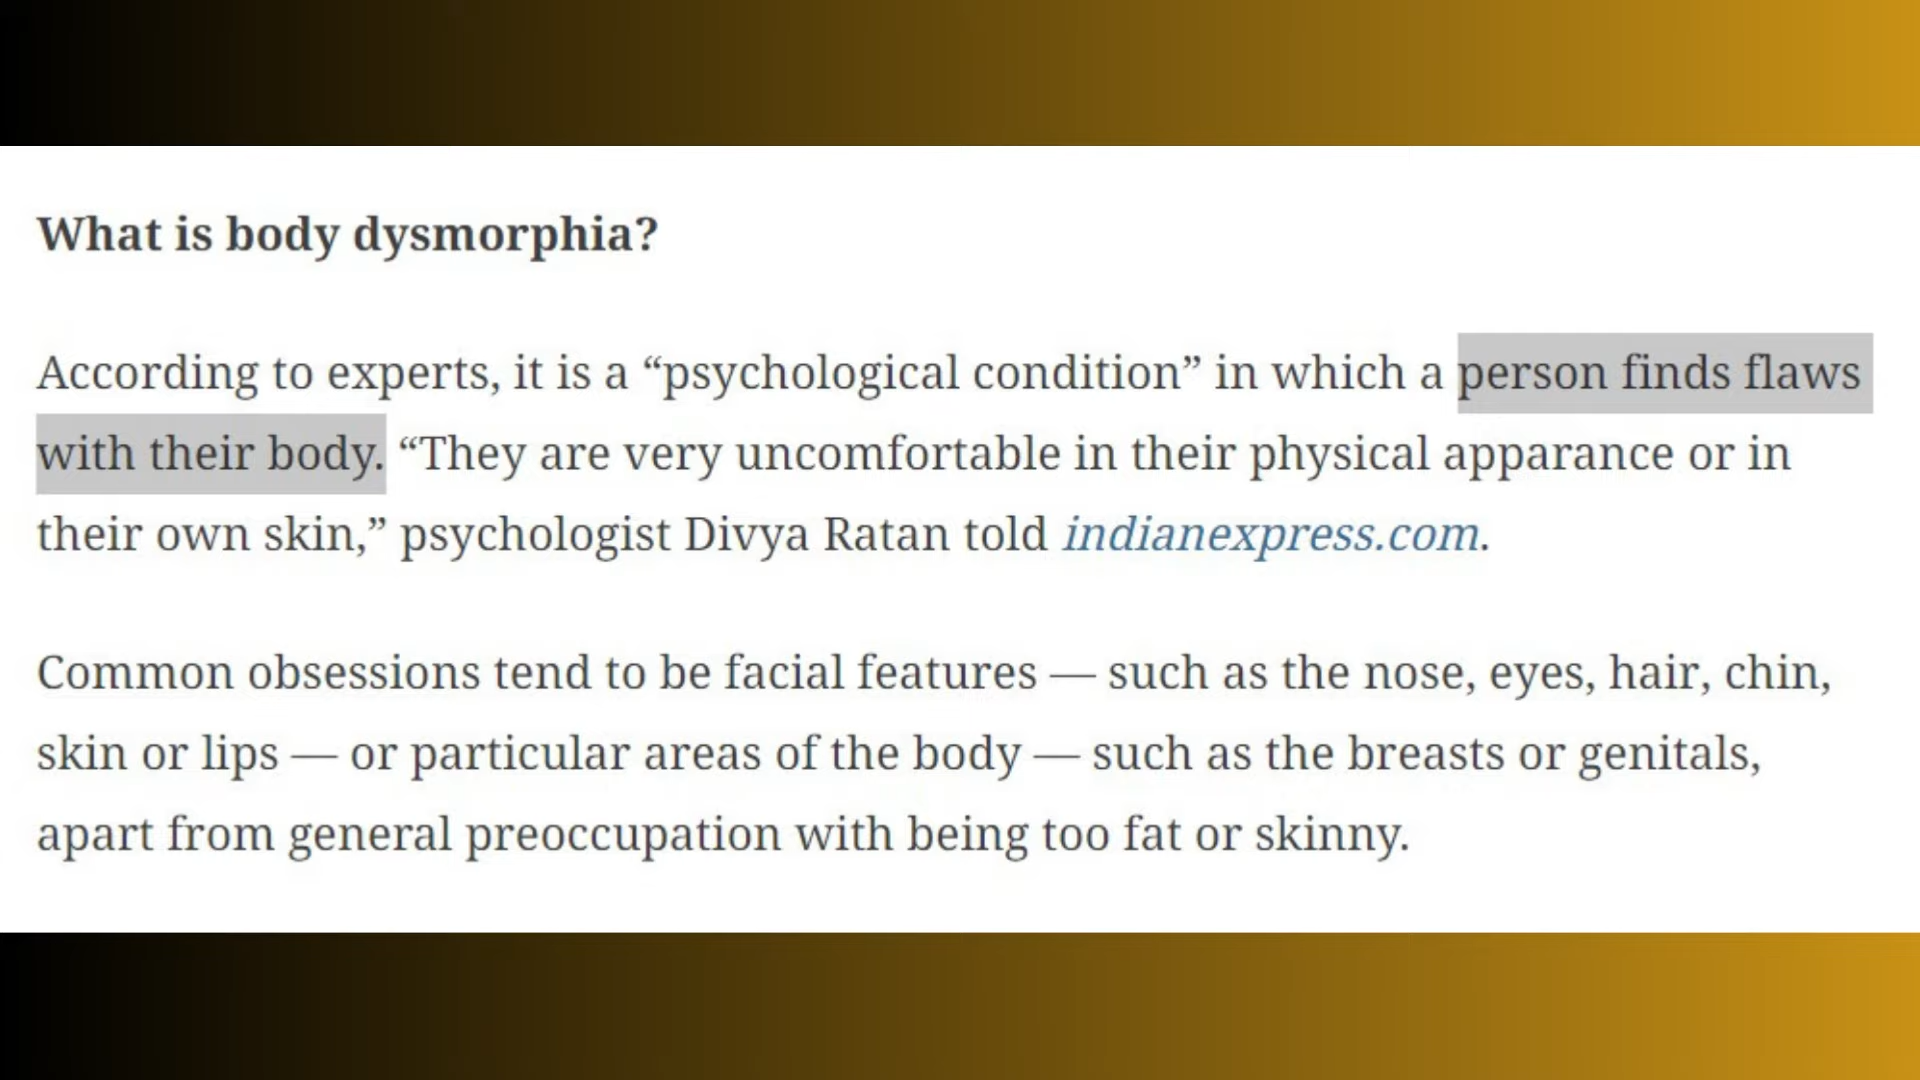 What is body dysmorphia?
According to experts, it is a “psychological condition” in which a person finds flaws
with their body. “They are very uncomfortable in their physical apparance or in
their own skin,” psychologist Divya Ratan told indianexpress.com.
Common obsessions tend to be facial features — such as the nose, eyes, hair, chin,
skin or lips — or particular areas of the body — such as the breasts or genitals,
apart from general preoccupation with being too fat or skinny.